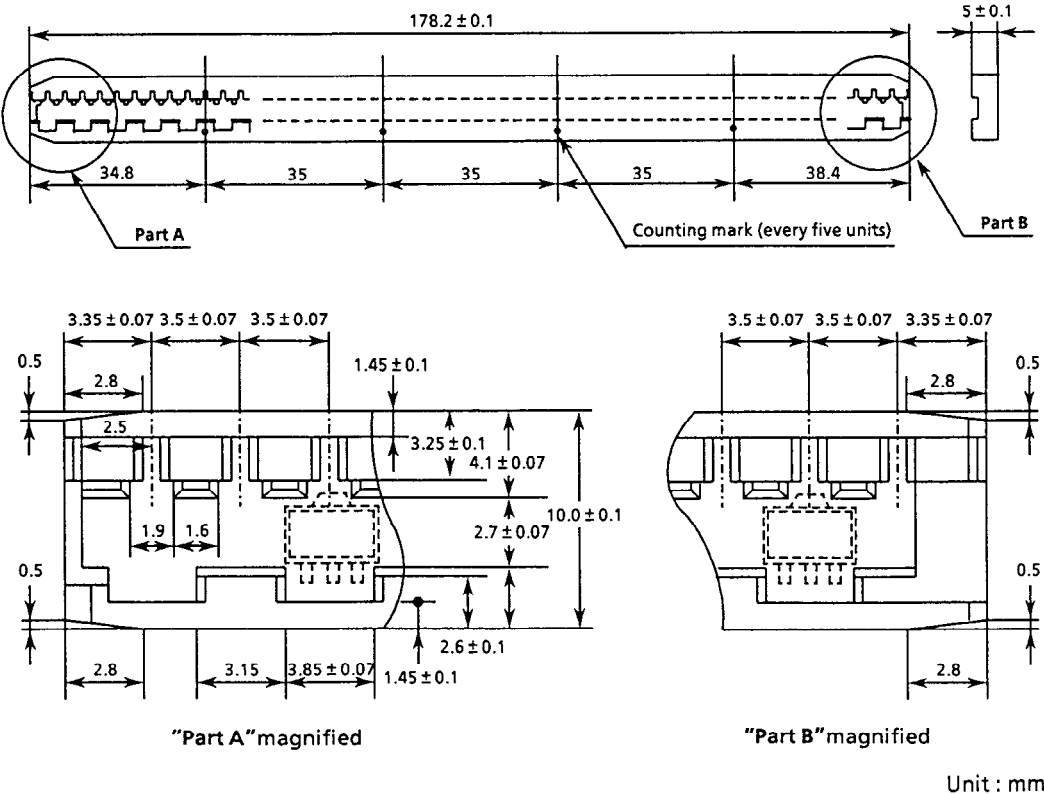 178.2 ± 0.1
5 ± 0.1
34.8
35
35
35
38.4
Part A
Counting mark (every five units)
Part B
3.35 ± 0.07
3.5 ± 0.07
3.5 ± 0.07
0.5
2.8
1.45 ± 0.1
2.5
3.25 ± 0.1
4.1 ± 0.07
10.0 ± 0.1
1.9
1.6
2.7 ± 0.07
0.5
2.6 ± 0.1
2.8
3.15
3.85 ± 0.07
1.45 ± 0.1
"Part A" magnified
3.5 ± 0.07
3.5 ± 0.07
3.35 ± 0.07
2.8
0.5
0.5
2.8
"Part B" magnified
Unit : mm